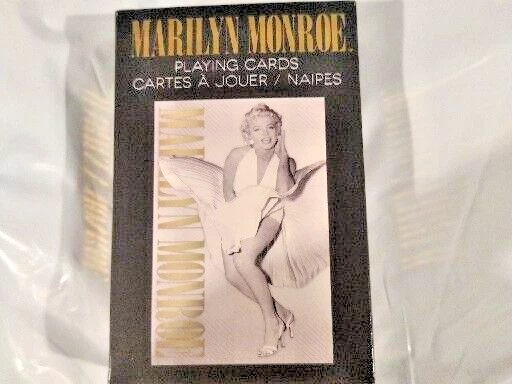 MARILYN MONROE
PLAYING CARDS
CARTES À JOUER / NAIPES
MARILYN MONROE